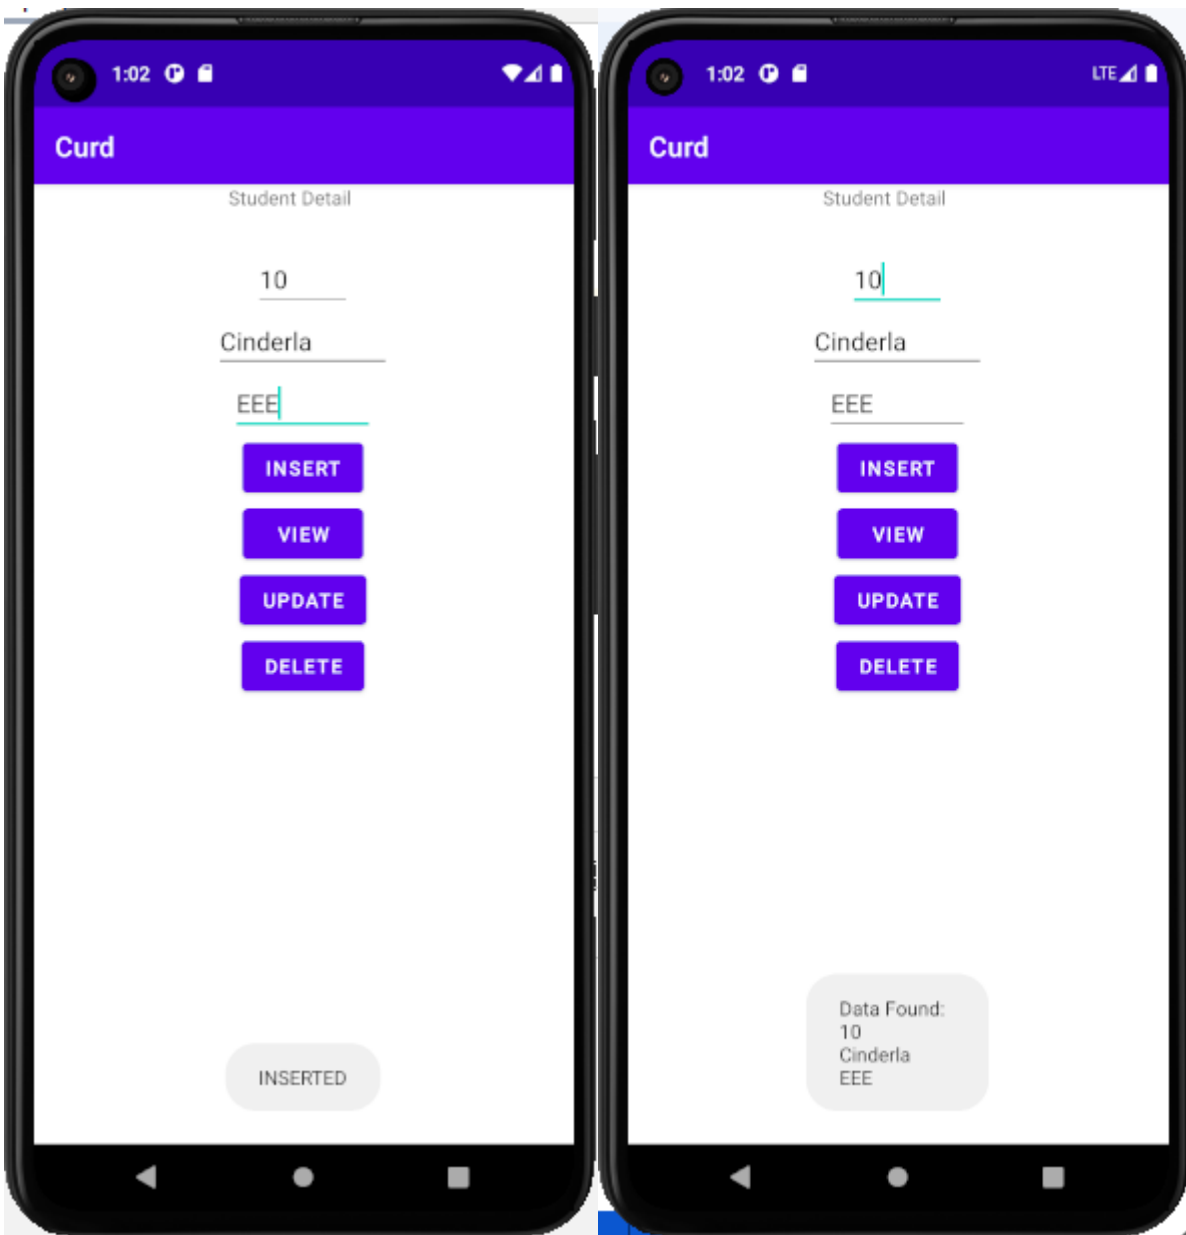 1:02
Curd
Student Detail
10
Cinderla
EEE
INSERT
VIEW
UPDATE
DELETE
INSERTED
1:02 LTE
Curd
Student Detail
10
Cinderla
EEE
INSERT
VIEW
UPDATE
DELETE
Data Found:
10
Cinderla
EEE